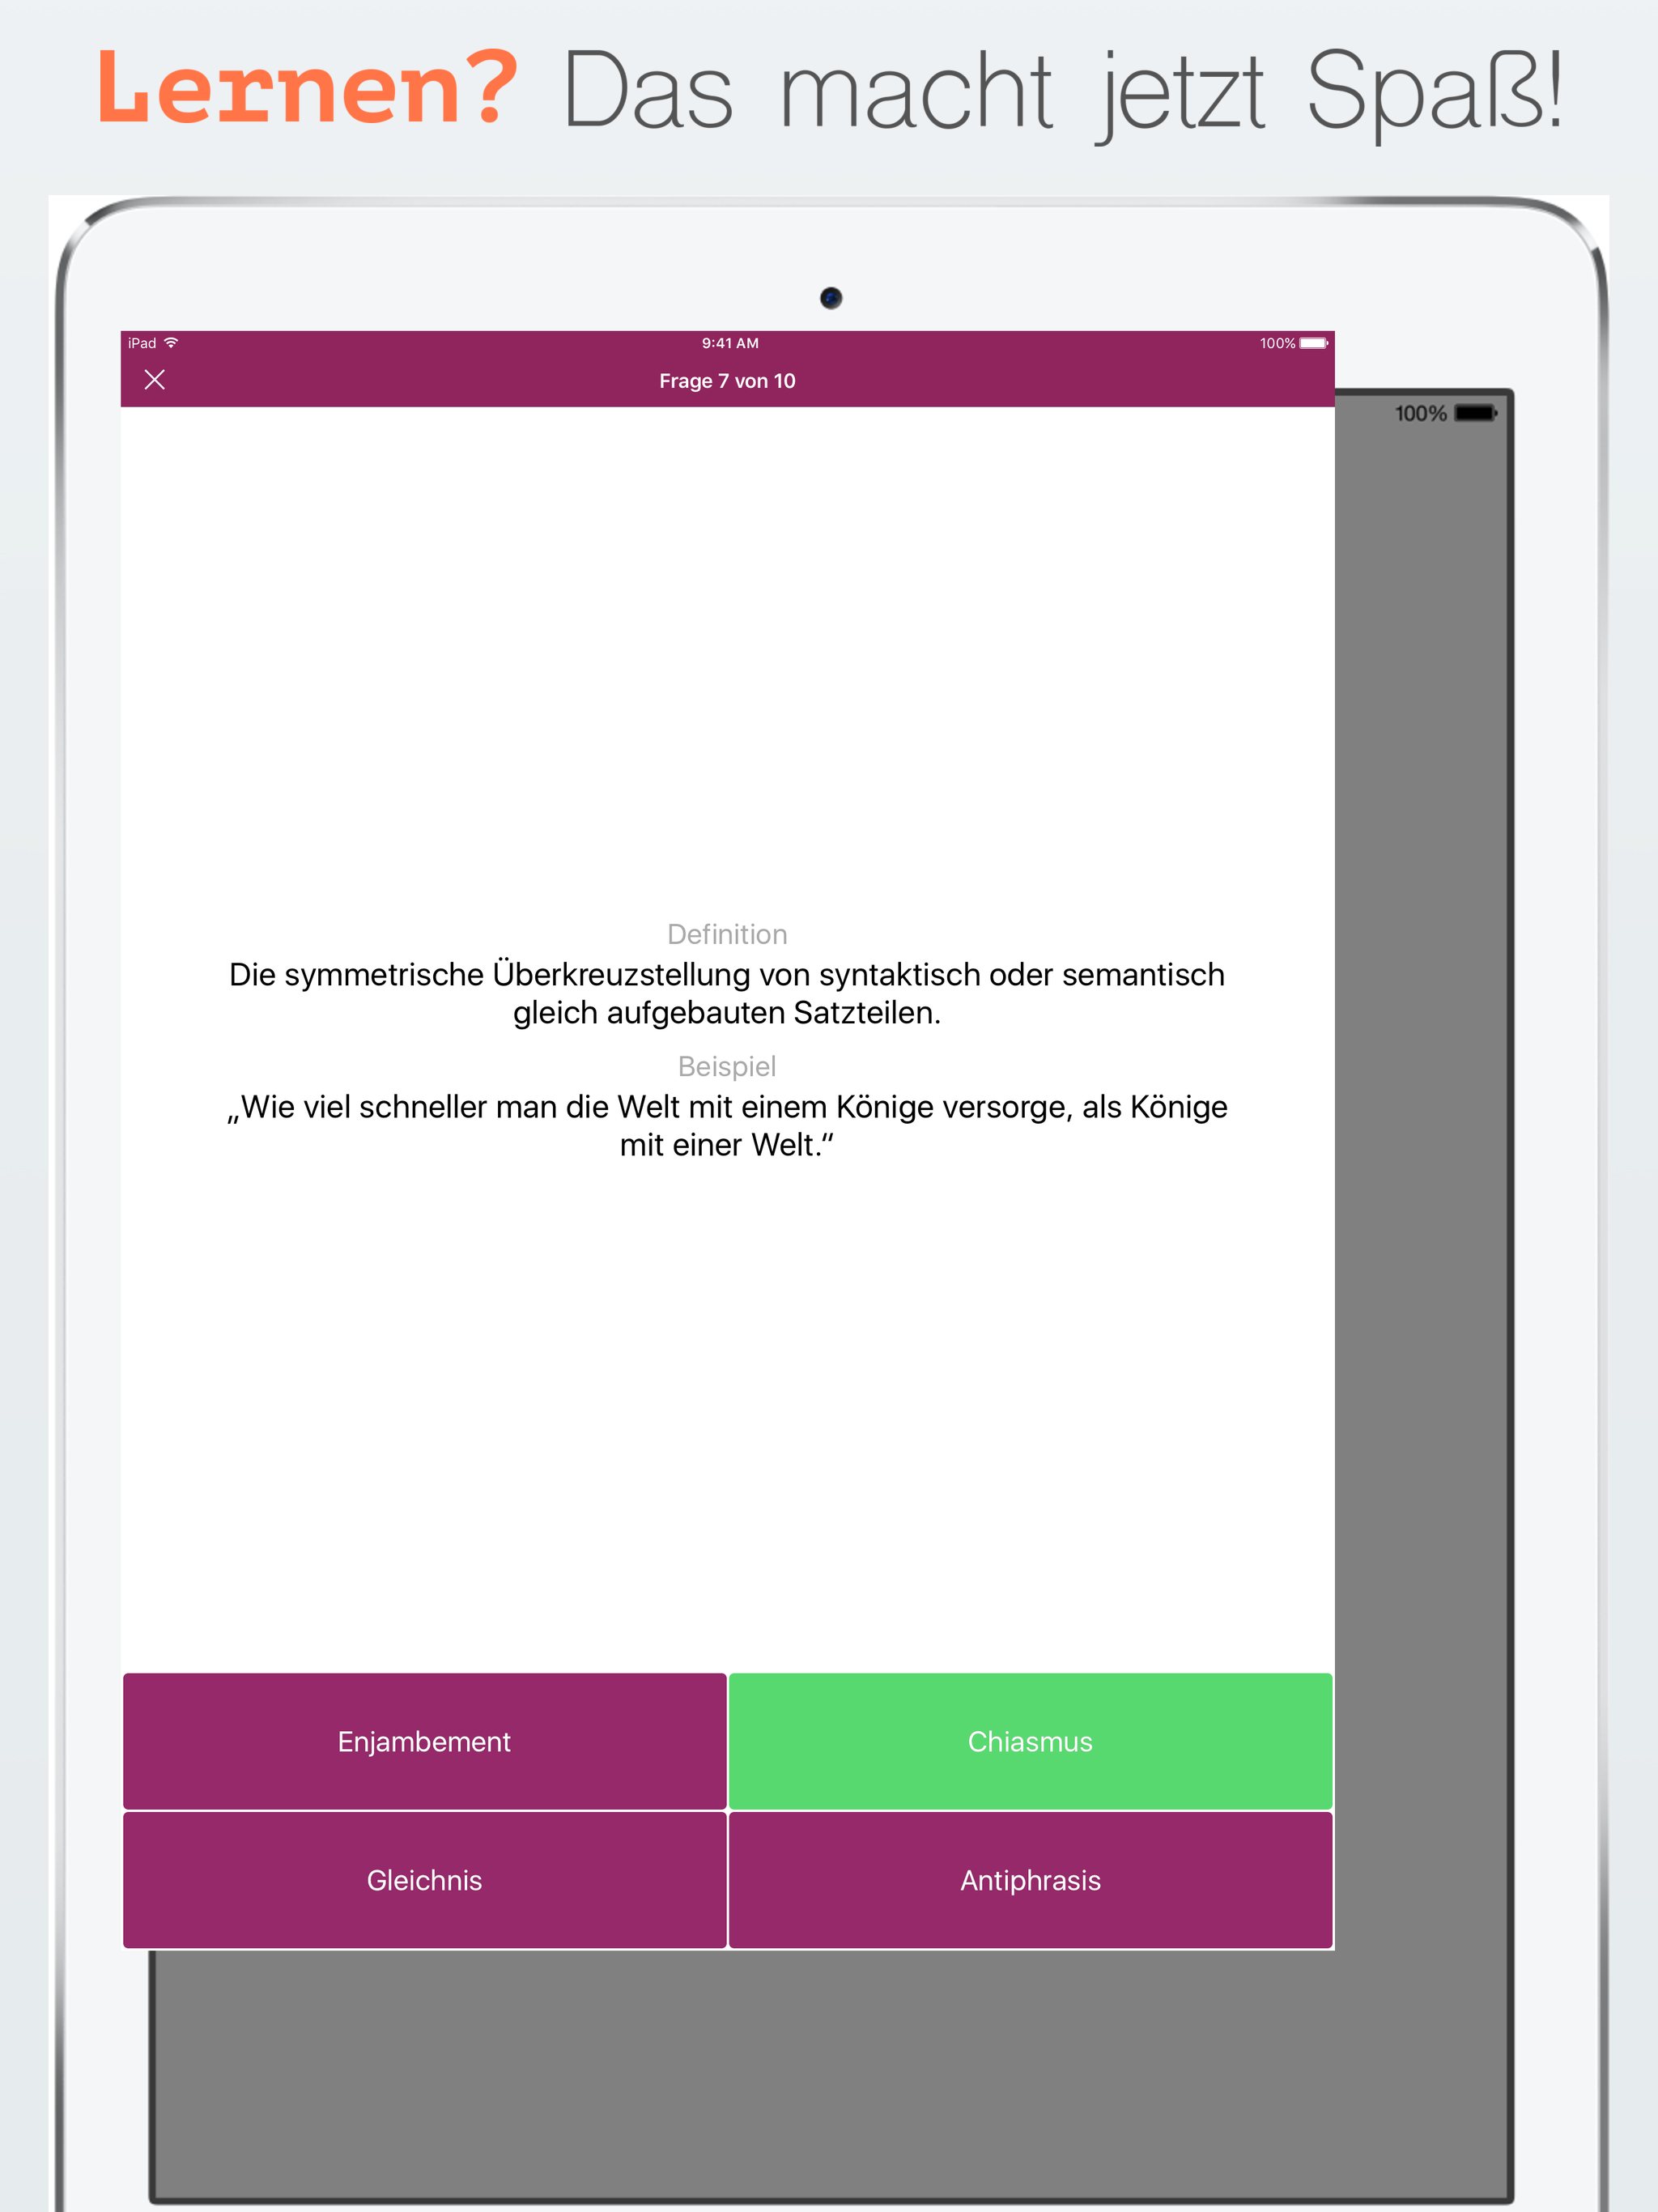 Lernen? Das macht jetzt Spaß!
iPad 9:41 AM 100%
Frage 7 von 10
100%
Definition
Die symmetrische Überkreuzstellung von syntaktisch oder semantisch
gleich aufgebauten Satzteilen.
Beispiel
„Wie viel schneller man die Welt mit einem Könige versorge, als Könige
mit einer Welt.“
Enjambement Chiasmus
Gleichnis Antiphrasis